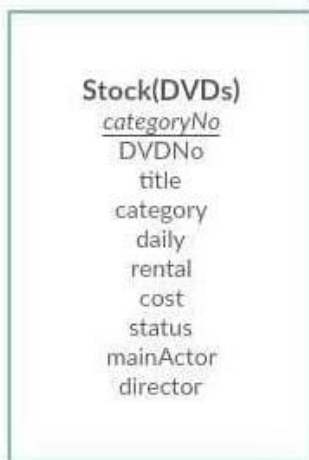 Stock(DVDs)
categoryNo
DVDNo
title
category
daily
rental
cost
status
mainActor
director